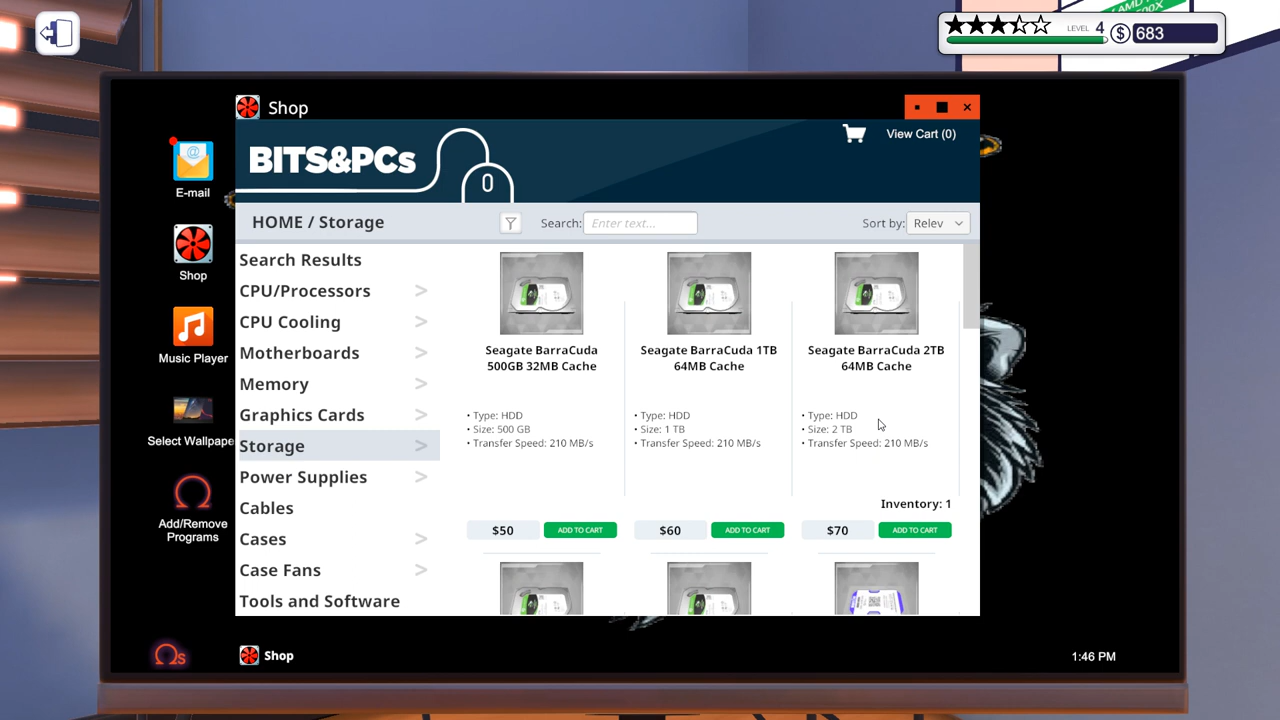 AMD
500X
LEVEL 4
$ 683
Shop
BITS&PCs
View Cart (0)
HOME / Storage
Search:
Enter text...
Sort by:
Relev
E-mail
Shop
Music Player
Select Wallpape
Add/Remove
Programs
Search Results
CPU/Processors >
CPU Cooling >
Motherboards >
Memory >
Graphics Cards >
Storage >
Power Supplies >
Cables
Cases >
Case Fans >
Tools and Software
Seagate BarraCuda
500GB 32MB Cache
• Type: HDD
• Size: 500 GB
• Transfer Speed: 210 MB/s
$50
ADD TO CART
Seagate BarraCuda 1TB
64MB Cache
• Type: HDD
• Size: 1 TB
• Transfer Speed: 210 MB/s
$60
ADD TO CART
Seagate BarraCuda 2TB
64MB Cache
• Type: HDD
• Size: 2 TB
• Transfer Speed: 210 MB/s
Inventory: 1
$70
ADD TO CART
Ωs
Shop
1:46 PM